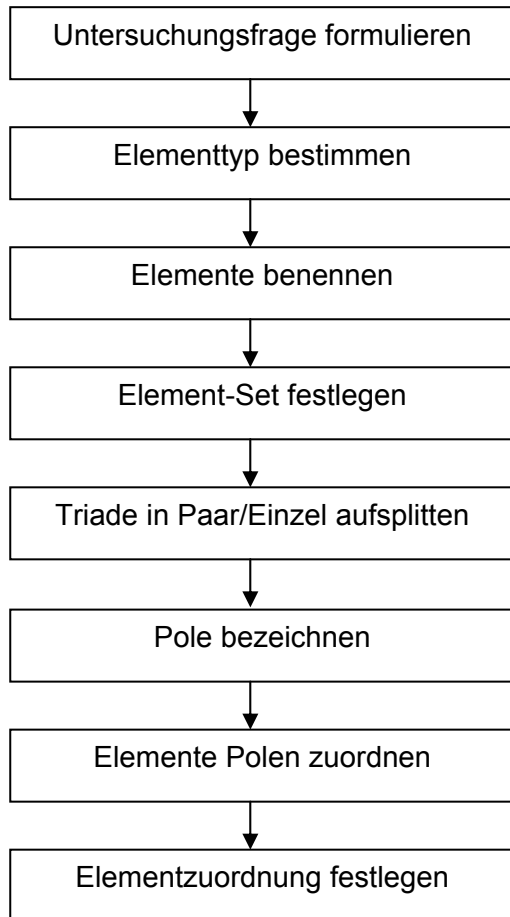 Untersuchungsfrage formulieren
Elementtyp bestimmen
Elemente benennen
Element-Set festlegen
Triade in Paar/Einzel aufsplitten
Pole bezeichnen
Elemente Polen zuordnen
Elementzuordnung festlegen